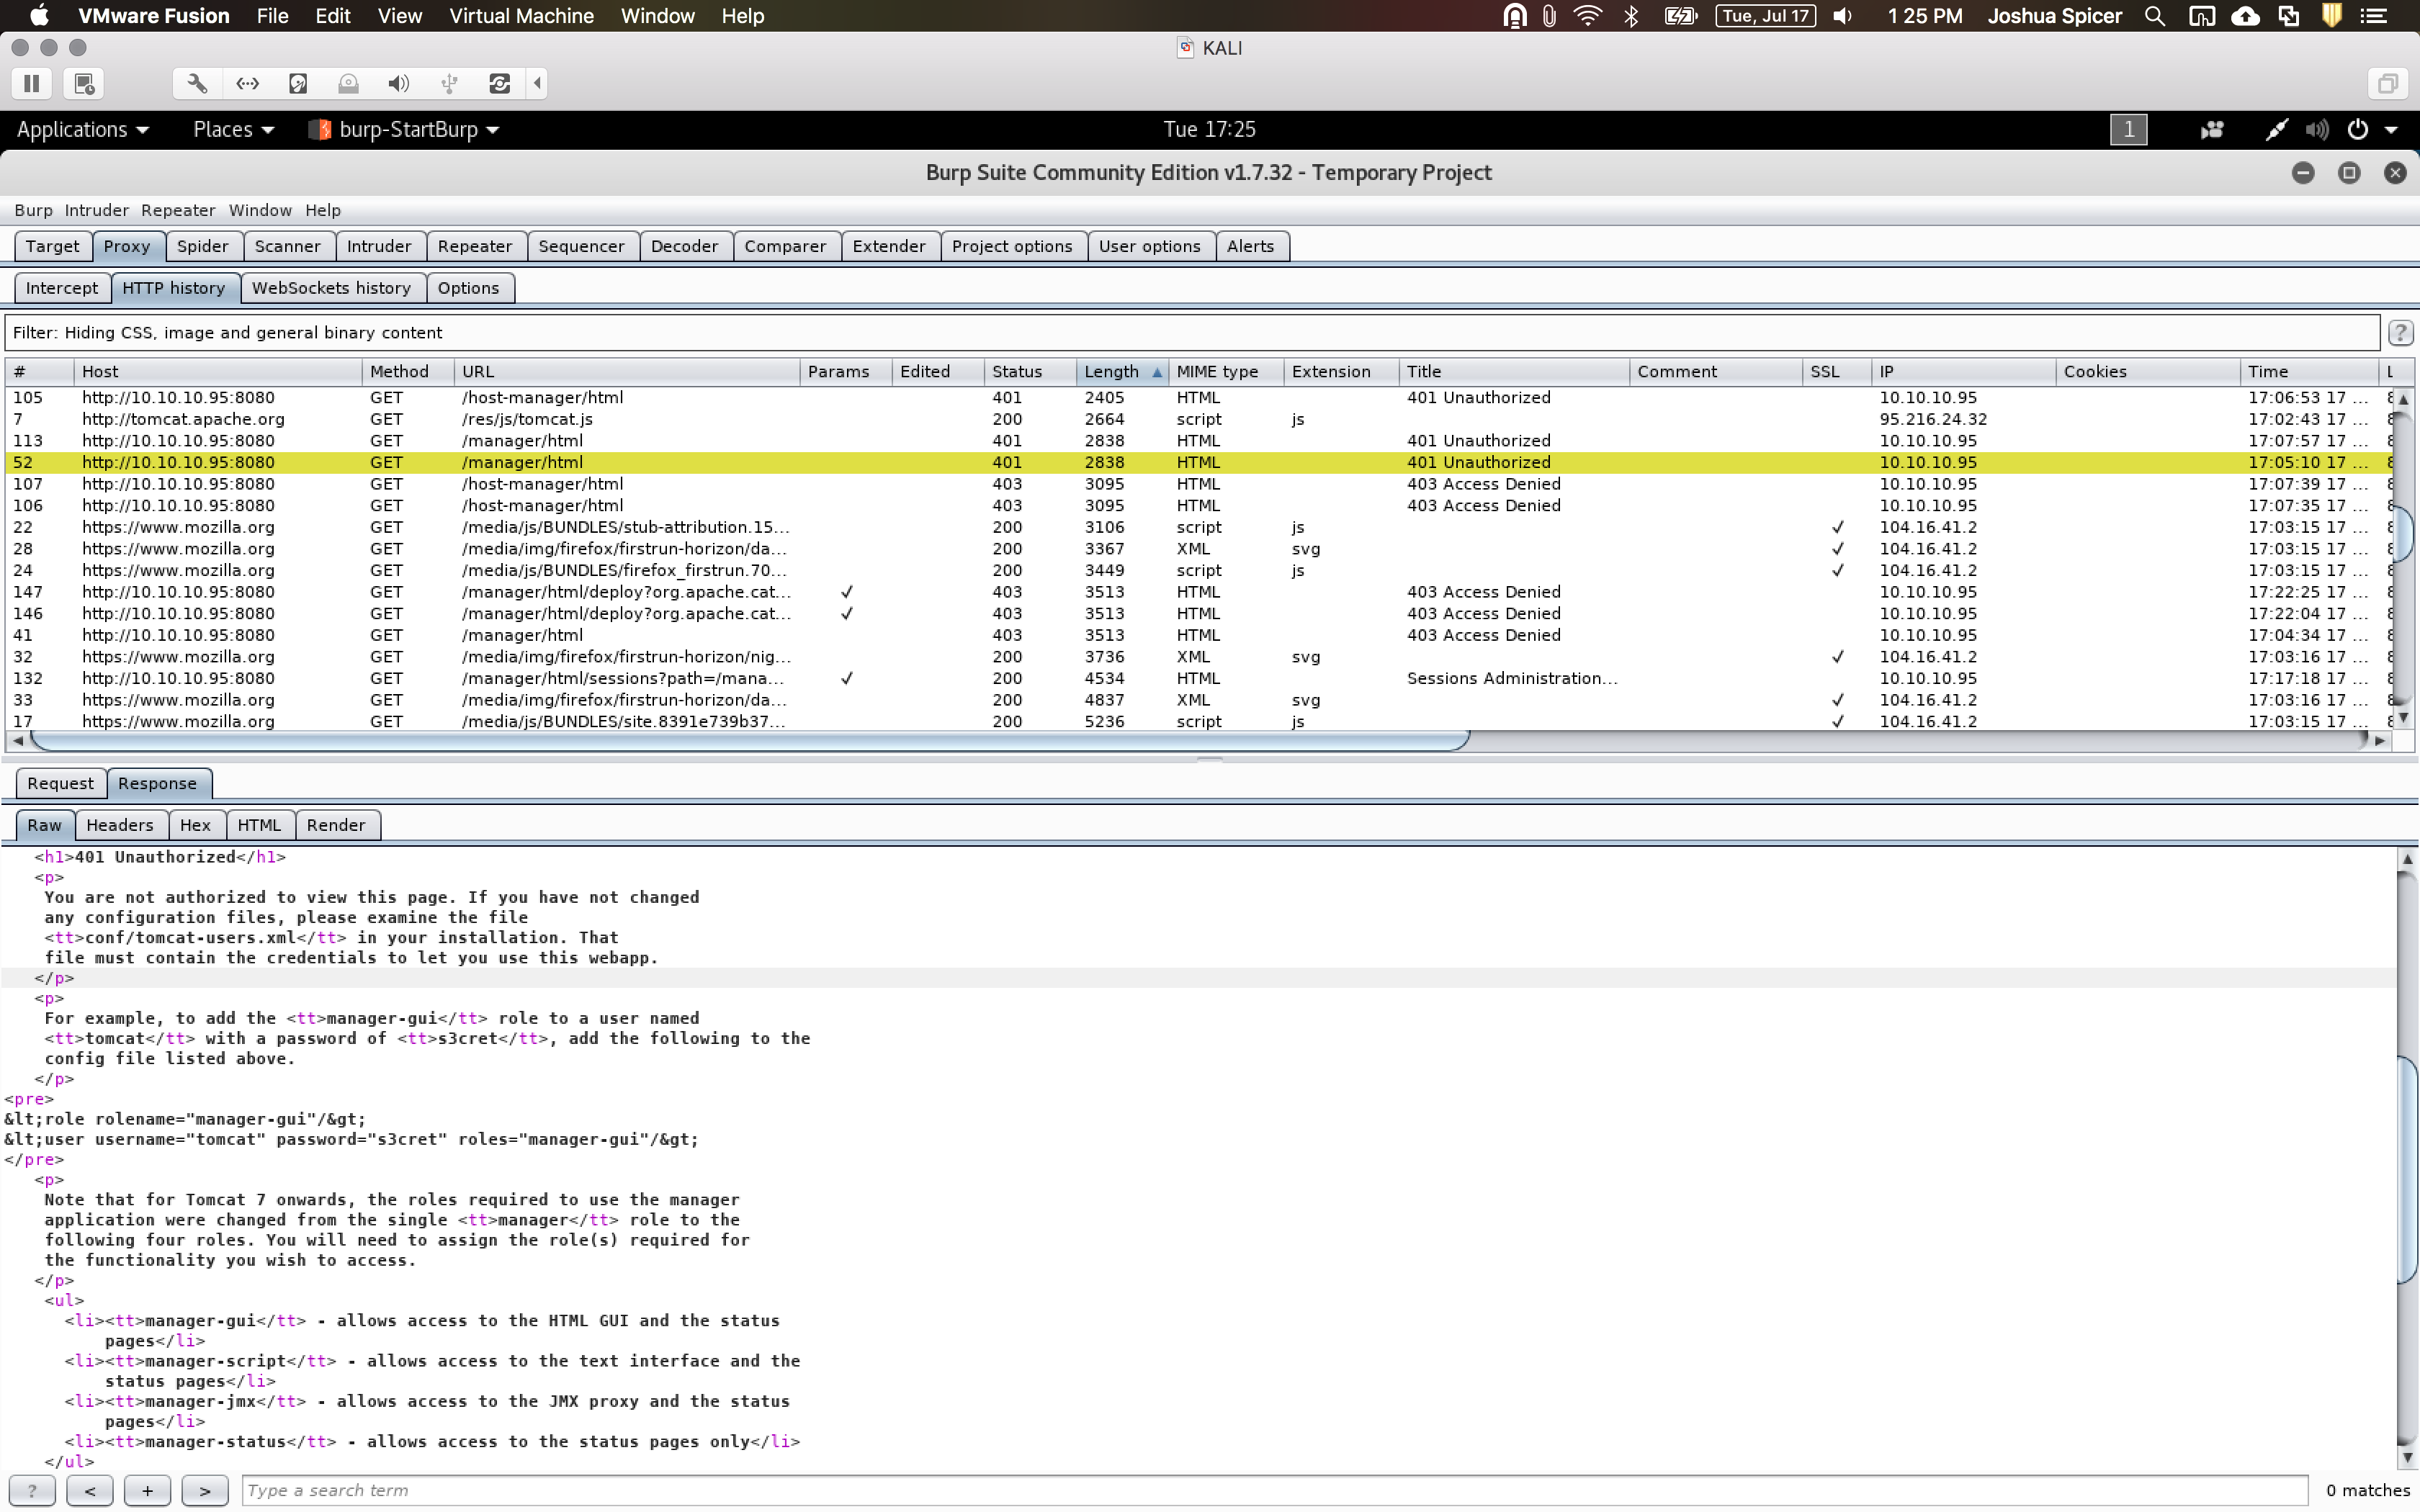 VMware Fusion File Edit View Virtual Machine Window Help Tue, Jul 17 1 25 PM Joshua Spicer
KALI
Applications Places burp-StartBurp Tue 17:25 1
Burp Suite Community Edition v1.7.32 - Temporary Project
Burp Intruder Repeater Window Help
Target Proxy Spider Scanner Intruder Repeater Sequencer Decoder Comparer Extender Project options User options Alerts
Intercept HTTP history WebSockets history Options
Filter: Hiding CSS, image and general binary content ?
# Host Method URL Params Edited Status Length MIME type Extension Title Comment SSL IP Cookies Time L
105 http://10.10.10.95:8080 GET /host-manager/html 401 2405 HTML 401 Unauthorized 10.10.10.95 17:06:53 17 ...
7 http://tomcat.apache.org GET /res/js/tomcat.js 200 2664 script js 95.216.24.32 17:02:43 17 ...
113 http://10.10.10.95:8080 GET /manager/html 401 2838 HTML 401 Unauthorized 10.10.10.95 17:07:57 17 ...
52 http://10.10.10.95:8080 GET /manager/html 401 2838 HTML 401 Unauthorized 10.10.10.95 17:05:10 17 ...
107 http://10.10.10.95:8080 GET /host-manager/html 403 3095 HTML 403 Access Denied 10.10.10.95 17:07:39 17 ...
106 http://10.10.10.95:8080 GET /host-manager/html 403 3095 HTML 403 Access Denied 10.10.10.95 17:07:35 17 ...
22 https://www.mozilla.org GET /media/js/BUNDLES/stub-attribution.15... 200 3106 script js ✓ 104.16.41.2 17:03:15 17 ...
28 https://www.mozilla.org GET /media/img/firefox/firstrun-horizon/da... 200 3367 XML svg ✓ 104.16.41.2 17:03:15 17 ...
24 https://www.mozilla.org GET /media/js/BUNDLES/firefox_firstrun.70... 200 3449 script js ✓ 104.16.41.2 17:03:15 17 ...
147 http://10.10.10.95:8080 GET /manager/html/deploy?org.apache.cat... ✓ 403 3513 HTML 403 Access Denied 10.10.10.95 17:22:25 17 ...
146 http://10.10.10.95:8080 GET /manager/html/deploy?org.apache.cat... ✓ 403 3513 HTML 403 Access Denied 10.10.10.95 17:22:04 17 ...
41 http://10.10.10.95:8080 GET /manager/html 403 3513 HTML 403 Access Denied 10.10.10.95 17:04:34 17 ...
32 https://www.mozilla.org GET /media/img/firefox/firstrun-horizon/nig... 200 3736 XML svg ✓ 104.16.41.2 17:03:16 17 ...
132 http://10.10.10.95:8080 GET /manager/html/sessions?path=/mana... ✓ 200 4534 HTML Sessions Administration... 10.10.10.95 17:17:18 17 ...
33 https://www.mozilla.org GET /media/img/firefox/firstrun-horizon/da... 200 4837 XML svg ✓ 104.16.41.2 17:03:16 17 ...
17 https://www.mozilla.org GET /media/js/BUNDLES/site.8391e739b37... 200 5236 script js ✓ 104.16.41.2 17:03:15 17 ...
Request Response
Raw Headers Hex HTML Render
<h1>401 Unauthorized</h1>
<p>
You are not authorized to view this page. If you have not changed
any configuration files, please examine the file
<tt>conf/tomcat-users.xml</tt> in your installation. That
file must contain the credentials to let you use this webapp.
</p>
<p>
For example, to add the <tt>manager-gui</tt> role to a user named
<tt>tomcat</tt> with a password of <tt>s3cret</tt>, add the following to the
config file listed above.
</p>
<pre>
&lt;role rolename="manager-gui"/&gt;
&lt;user username="tomcat" password="s3cret" roles="manager-gui"/&gt;
</pre>
<p>
Note that for Tomcat 7 onwards, the roles required to use the manager
application were changed from the single <tt>manager</tt> role to the
following four roles. You will need to assign the role(s) required for
the functionality you wish to access.
</p>
<ul>
<li><tt>manager-gui</tt> - allows access to the HTML GUI and the status
pages</li>
<li><tt>manager-script</tt> - allows access to the text interface and the
status pages</li>
<li><tt>manager-jmx</tt> - allows access to the JMX proxy and the status
pages</li>
<li><tt>manager-status</tt> - allows access to the status pages only</li>
</ul>
? < + > Type a search term 0 matches